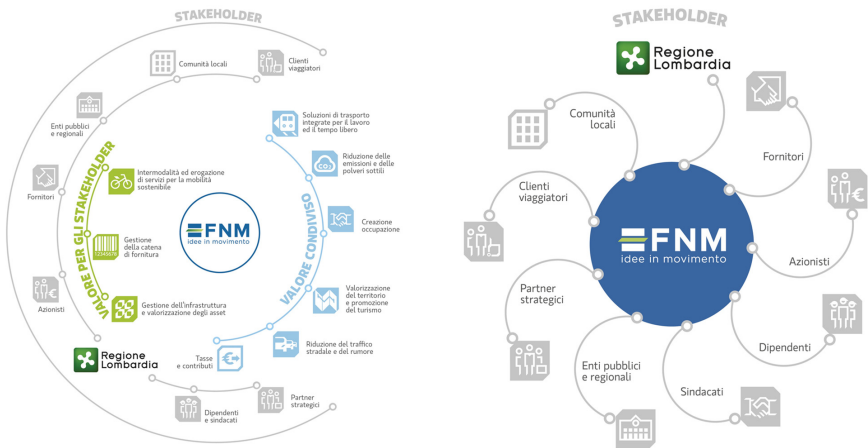 STAKEHOLDER
Comunità locali
Clienti
viaggiatori
Enti pubblici
e regionali
Fornitori
Azionisti
Regione
Lombardia
Dipendenti
e sindacati
Partner
strategici
VALORE PER GLI STAKEHOLDER
Intermodalità ed erogazione
di servizi per la mobilità
sostenibile
Gestione
della catena
di fornitura
Gestione dell'infrastruttura
e valorizzazione degli asset
FNM
idee in movimento
VALORE CONDIVISO
Soluzioni di trasporto
integrate per il lavoro
ed il tempo libero
CO₂
Riduzione delle
emissioni e delle
polveri sottili
Creazione
occupazione
Valorizzazione
del territorio
e promozione
del turismo
Riduzione del traffico
stradale e del rumore
Tasse
e contributi
€
€
STAKEHOLDER
Regione
Lombardia
Comunità
locali
Fornitori
Clienti
viaggiatori
FNM
idee in movimento
€
Azionisti
Partner
strategici
Dipendenti
Enti pubblici
e regionali
Sindacati